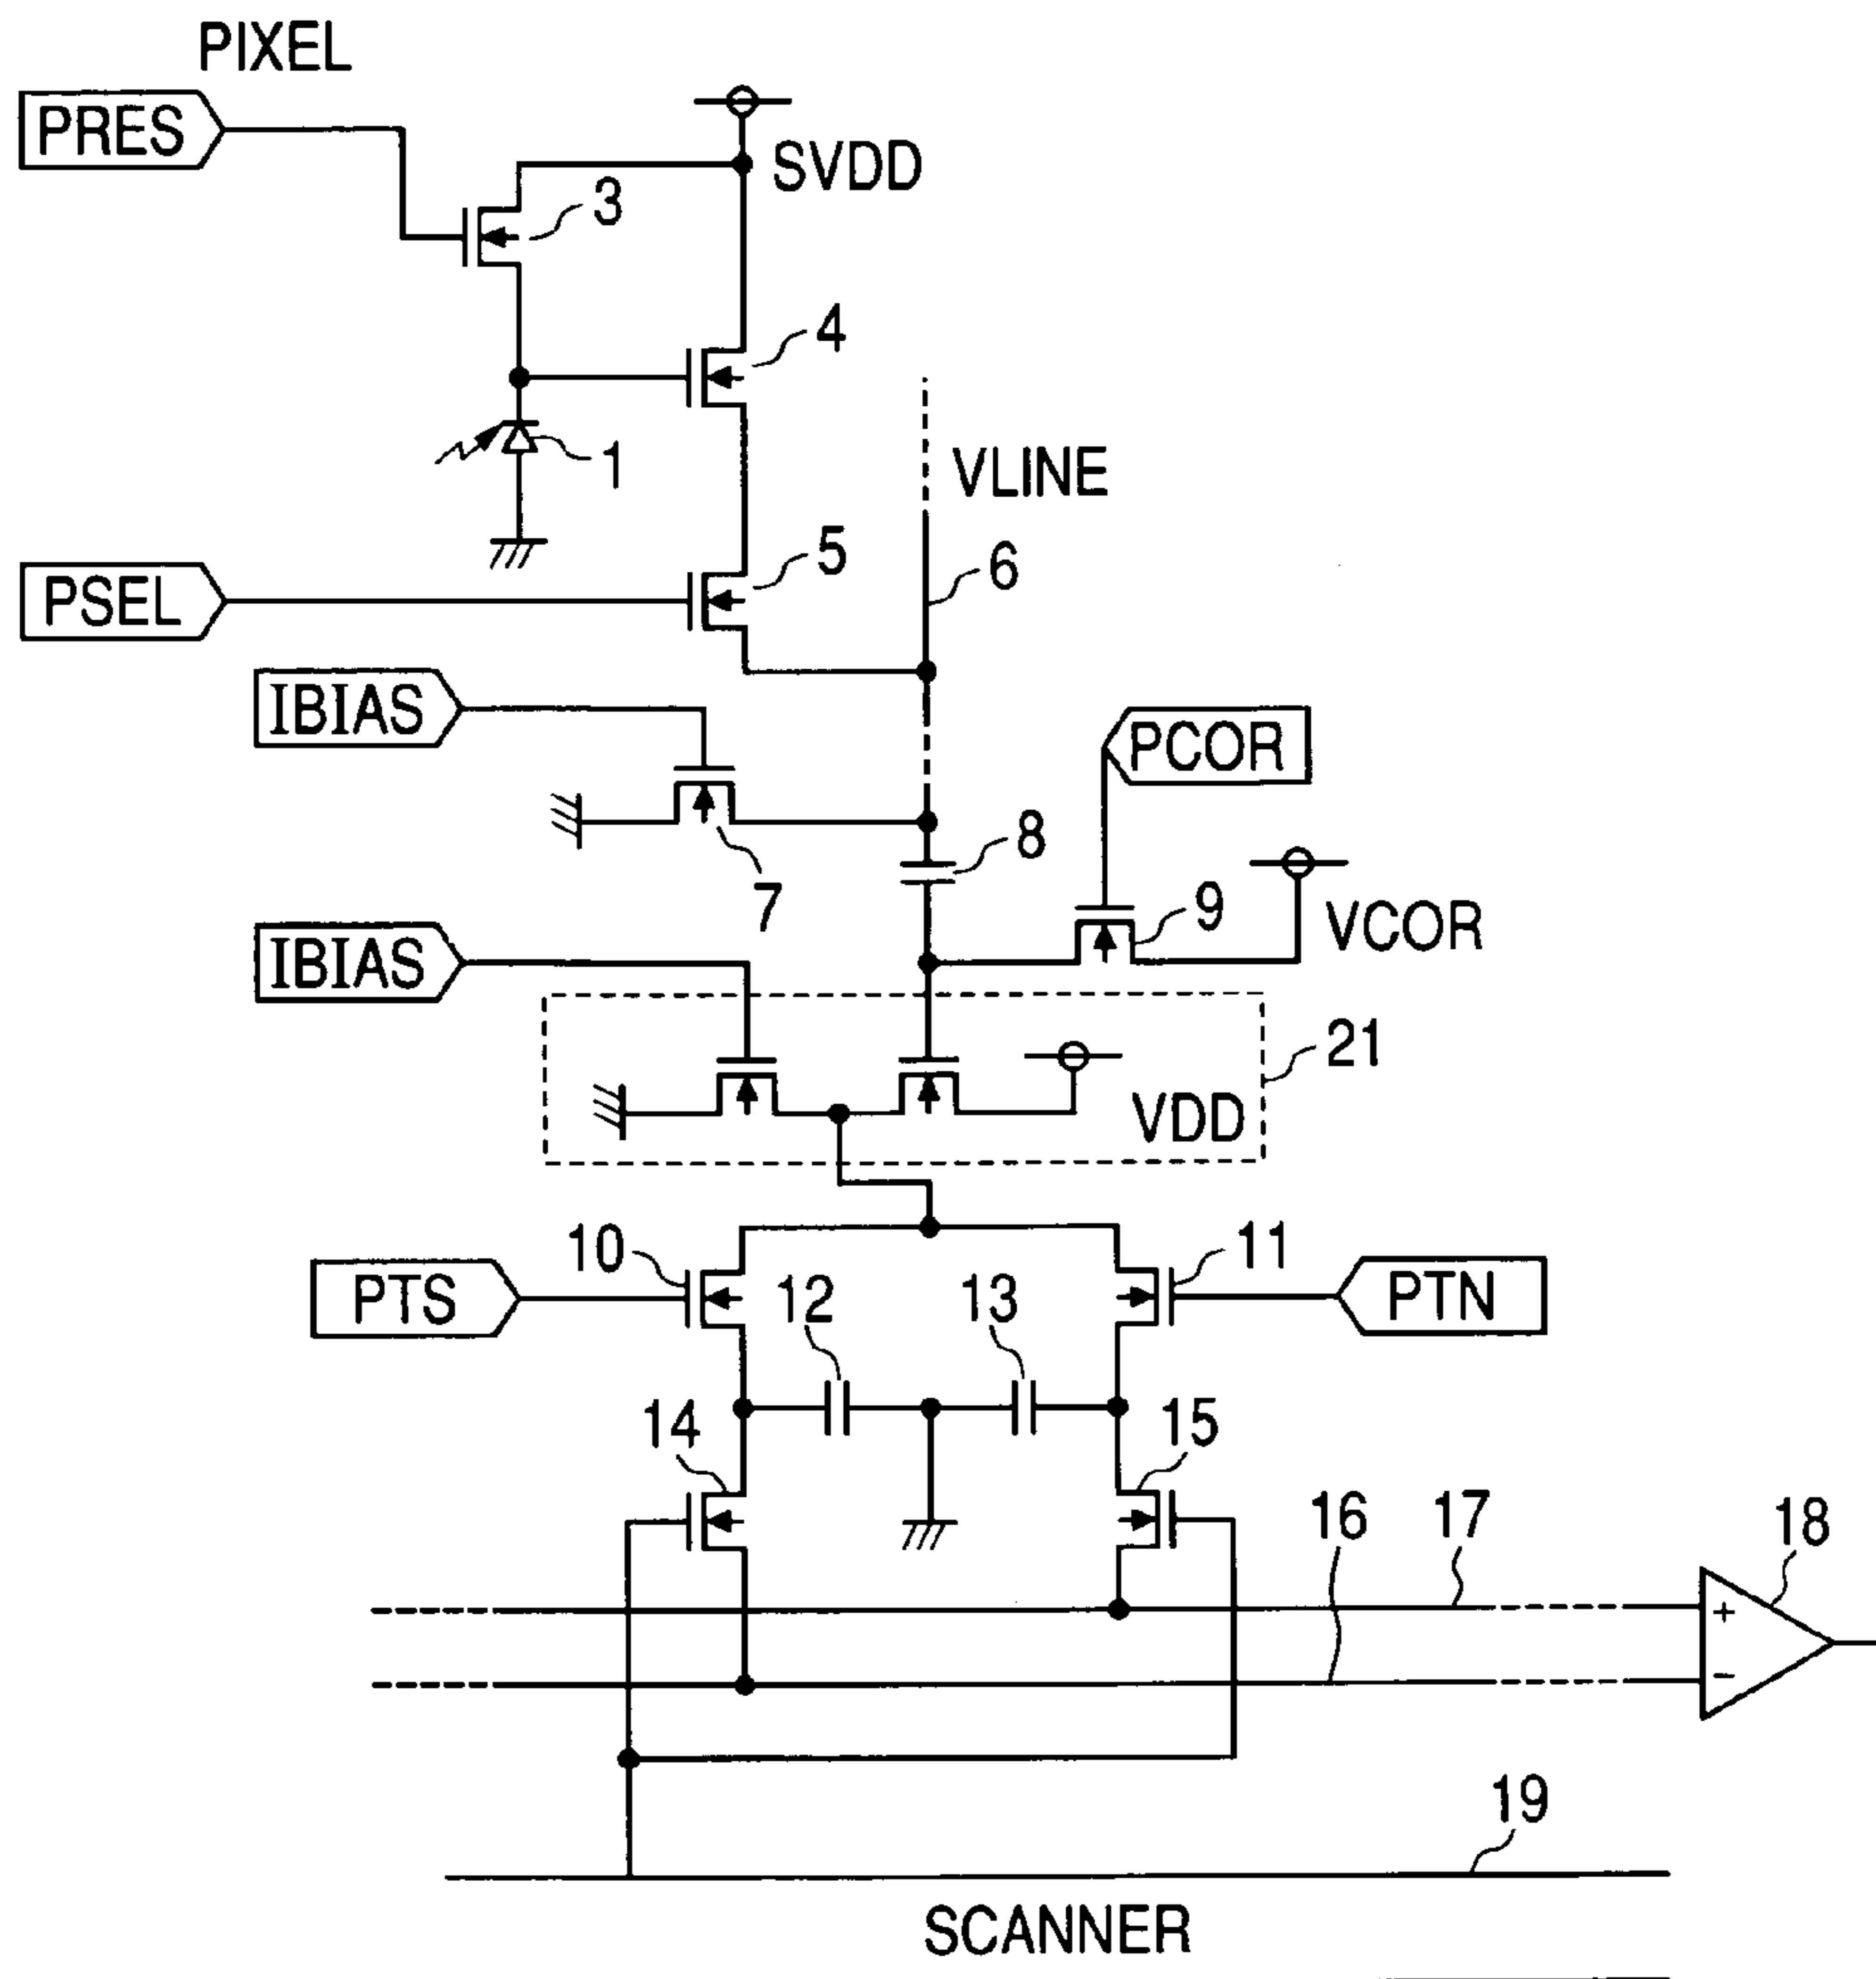 PIXEL
PRES
SVDD
3
4
1
VLINE
5
6
PSEL
IBIAS
PCOR
8
7
9
VCOR
IBIAS
21
VDD
10
11
PTS
12
13
PTN
14
15
16
17
18
+
−
19
SCANNER